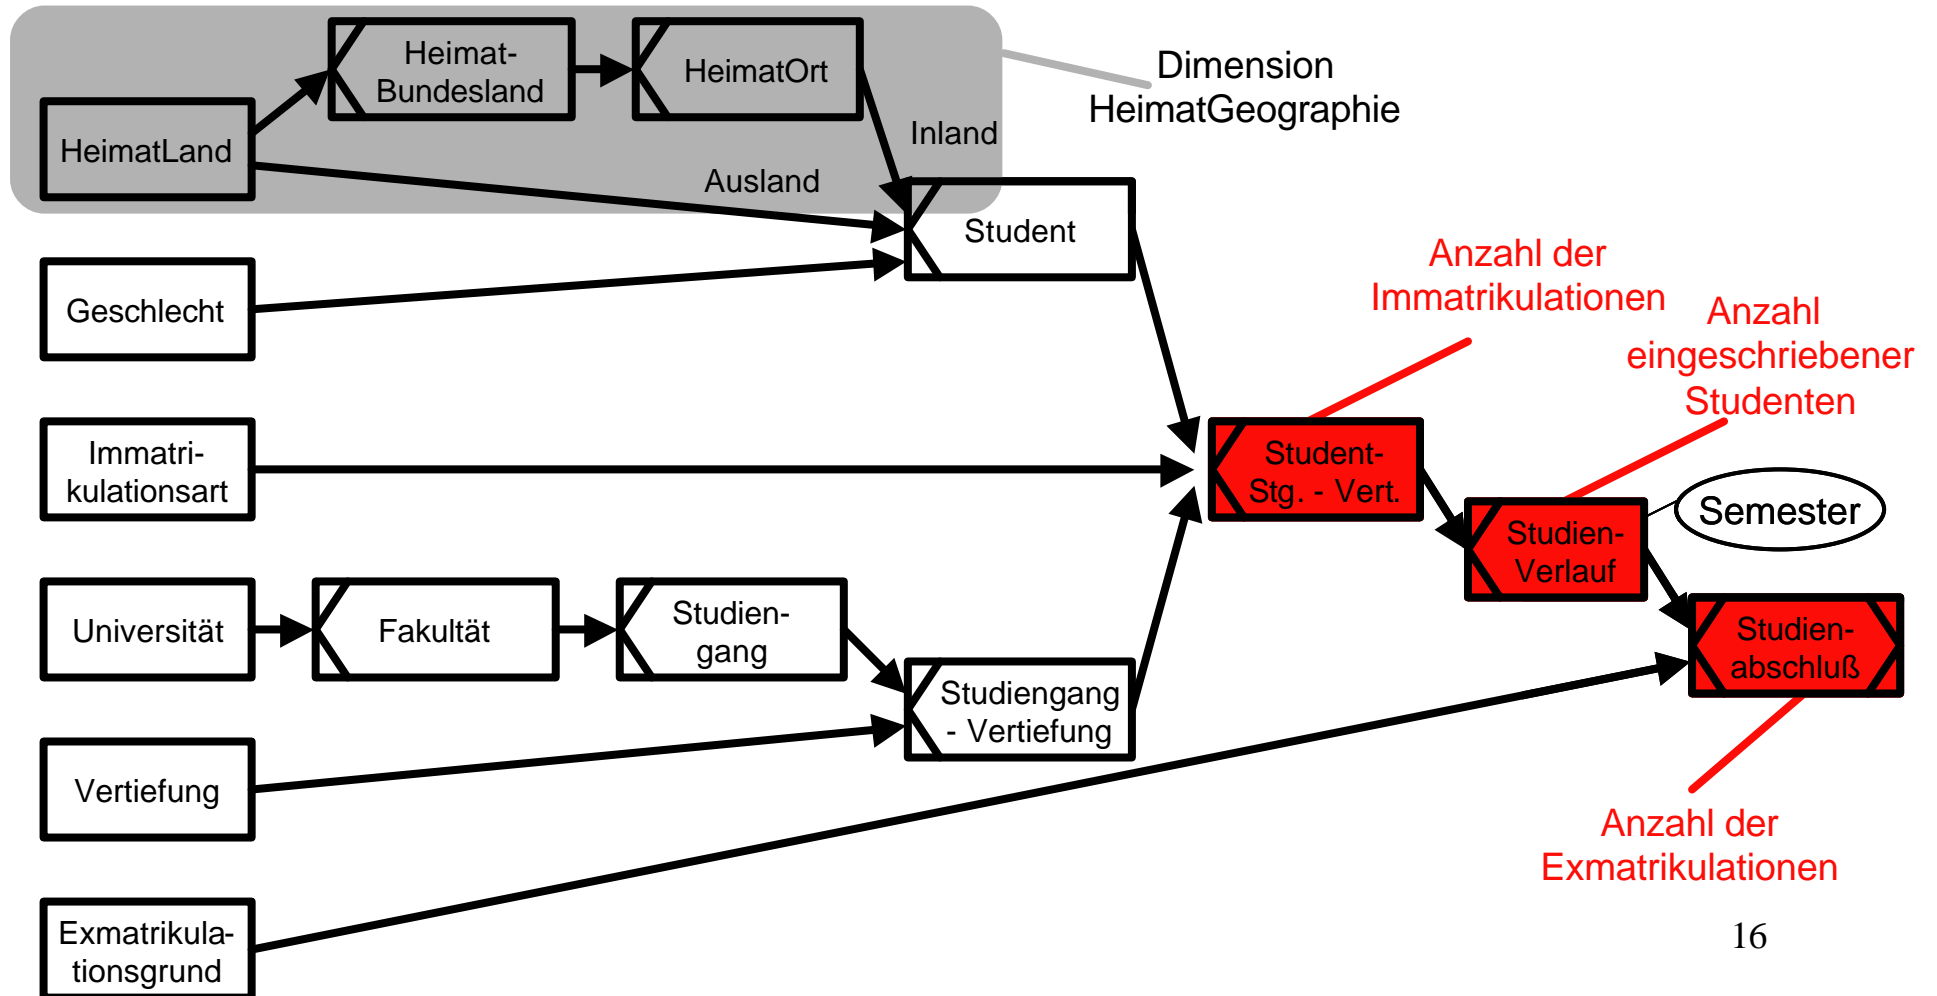 Heimat-
Bundesland
HeimatOrt
Dimension
HeimatGeographie
HeimatLand
Inland
Ausland
Student
Geschlecht
Anzahl der
Immatrikulationen
Anzahl
eingeschriebener
Studenten
Immatri-
kulationsart
Student-
Stg. - Vert.
Semester
Studien-
Verlauf
Universität
Fakultät
Studien-
gang
Studiengang
- Vertiefung
Studien-
abschluß
Vertiefung
Anzahl der
Exmatrikulationen
Exmatrikula-
tionsgrund
16